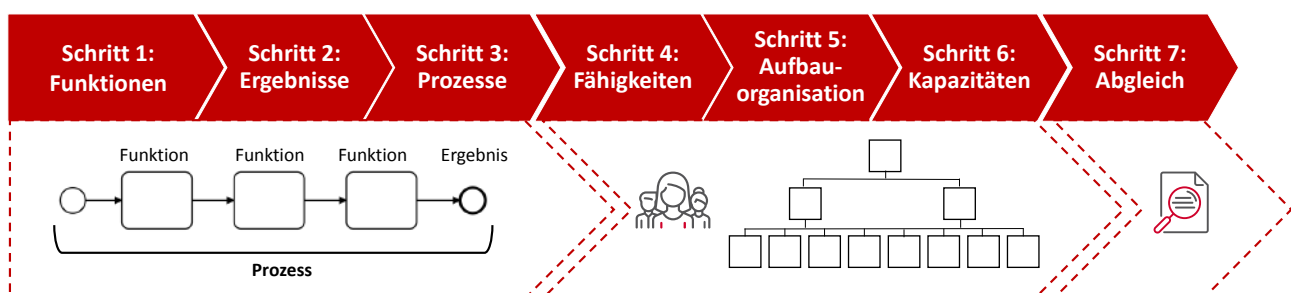 Schritt 1:
Funktionen
Schritt 2:
Ergebnisse
Schritt 3:
Prozesse
Schritt 4:
Fähigkeiten
Schritt 5:
Aufbau-
organisation
Schritt 6:
Kapazitäten
Schritt 7:
Abgleich
Funktion
Funktion
Funktion
Ergebnis
Prozess